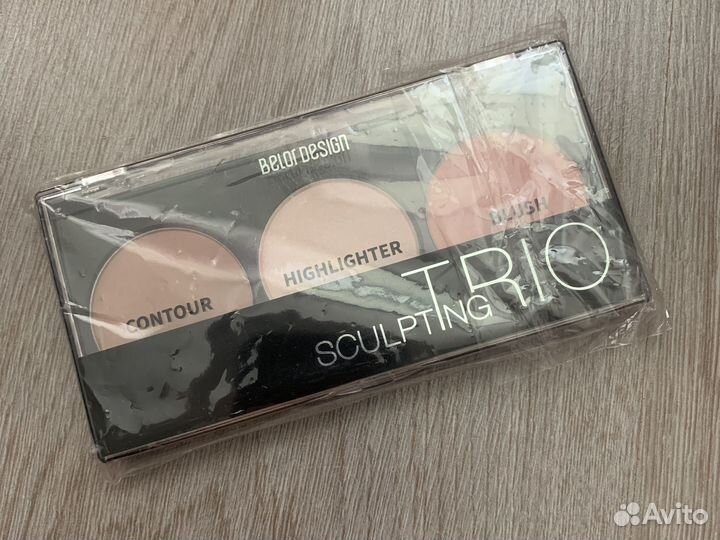 Belor Design
BLUSH
HIGHLIGHTER
CONTOUR
SCULPTING TRIO
Avito